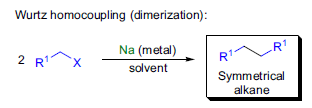 Wurtz homocoupling (dimerization):
2 R¹ X
Na (metal)
solvent
R¹ R¹
Symmetrical
alkane